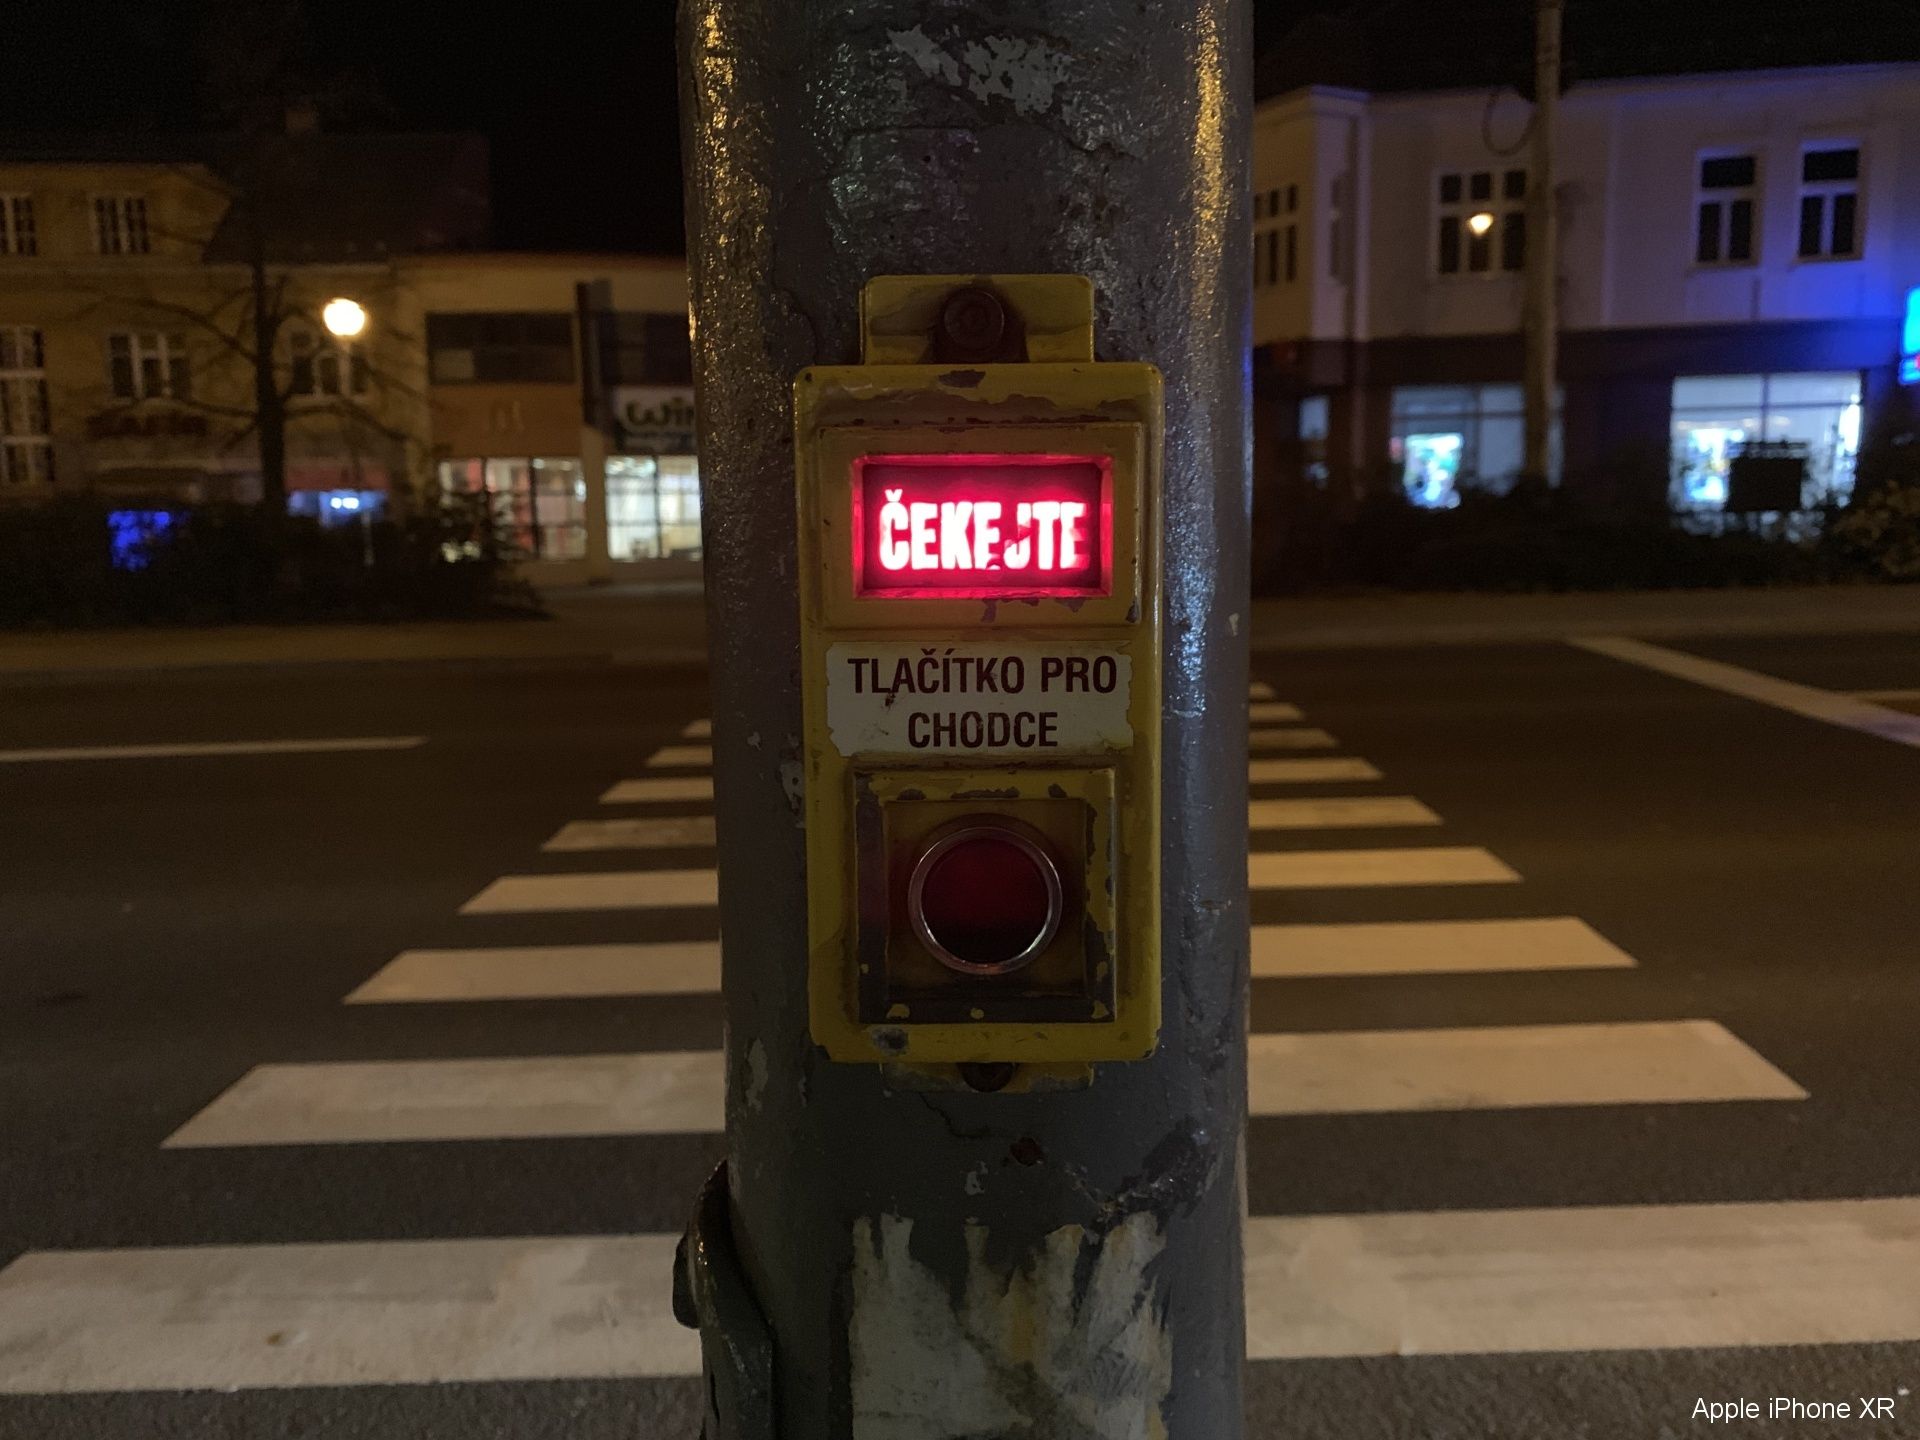 ČEKEJTE
TLAČÍTKO PRO
CHODCE
Apple iPhone XR